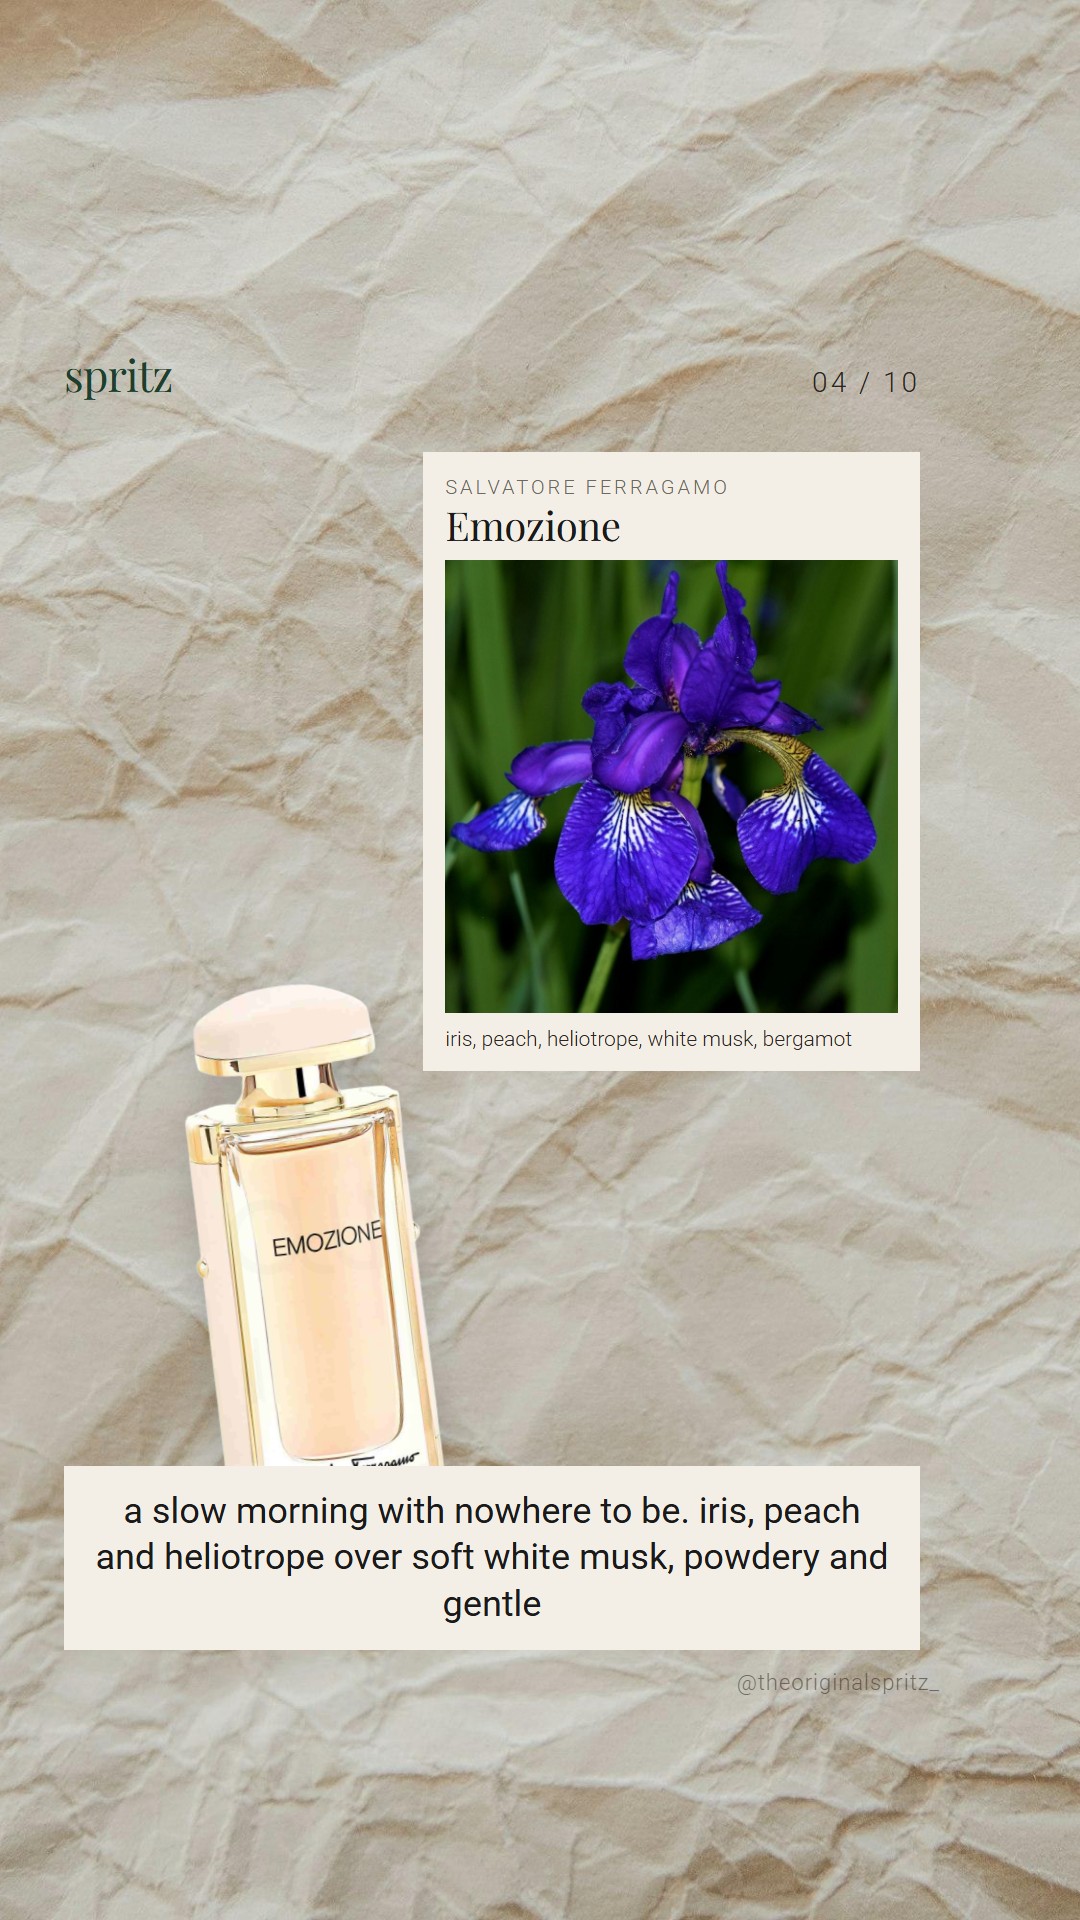 spritz
04 / 10
SALVATORE FERRAGAMO
Emozione
iris, peach, heliotrope, white musk, bergamot
EMOZIONE
a slow morning with nowhere to be. iris, peach
and heliotrope over soft white musk, powdery and
gentle
@theoriginalspritz_